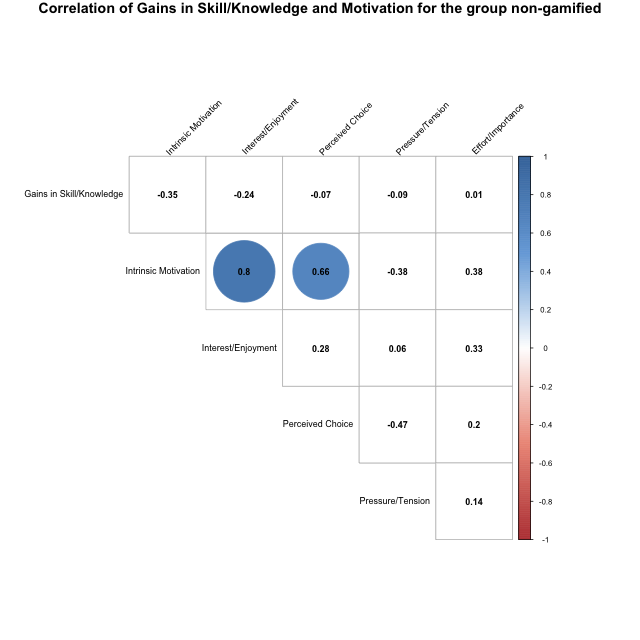 Correlation of Gains in Skill/Knowledge and Motivation for the group non-gamified
Intrinsic Motivation
Interest/Enjoyment
Perceived Choice
Pressure/Tension
Effort/Importance
Gains in Skill/Knowledge -0.35 -0.24 -0.07 -0.09 0.01
Intrinsic Motivation 0.8 0.66 -0.38 0.38
Interest/Enjoyment 0.28 0.06 0.33
Perceived Choice -0.47 0.2
Pressure/Tension 0.14
1
0.8
0.6
0.4
0.2
0
-0.2
-0.4
-0.6
-0.8
-1